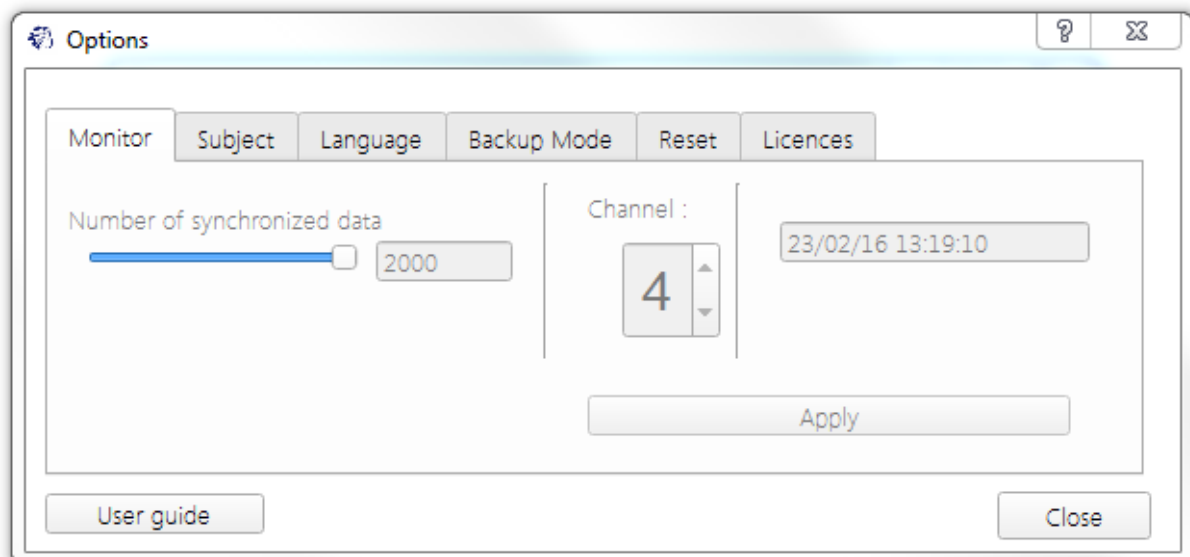 Options
Monitor Subject Language Backup Mode Reset Licences
Number of synchronized data
2000
Channel :
4
23/02/16 13:19:10
Apply
User guide
Close